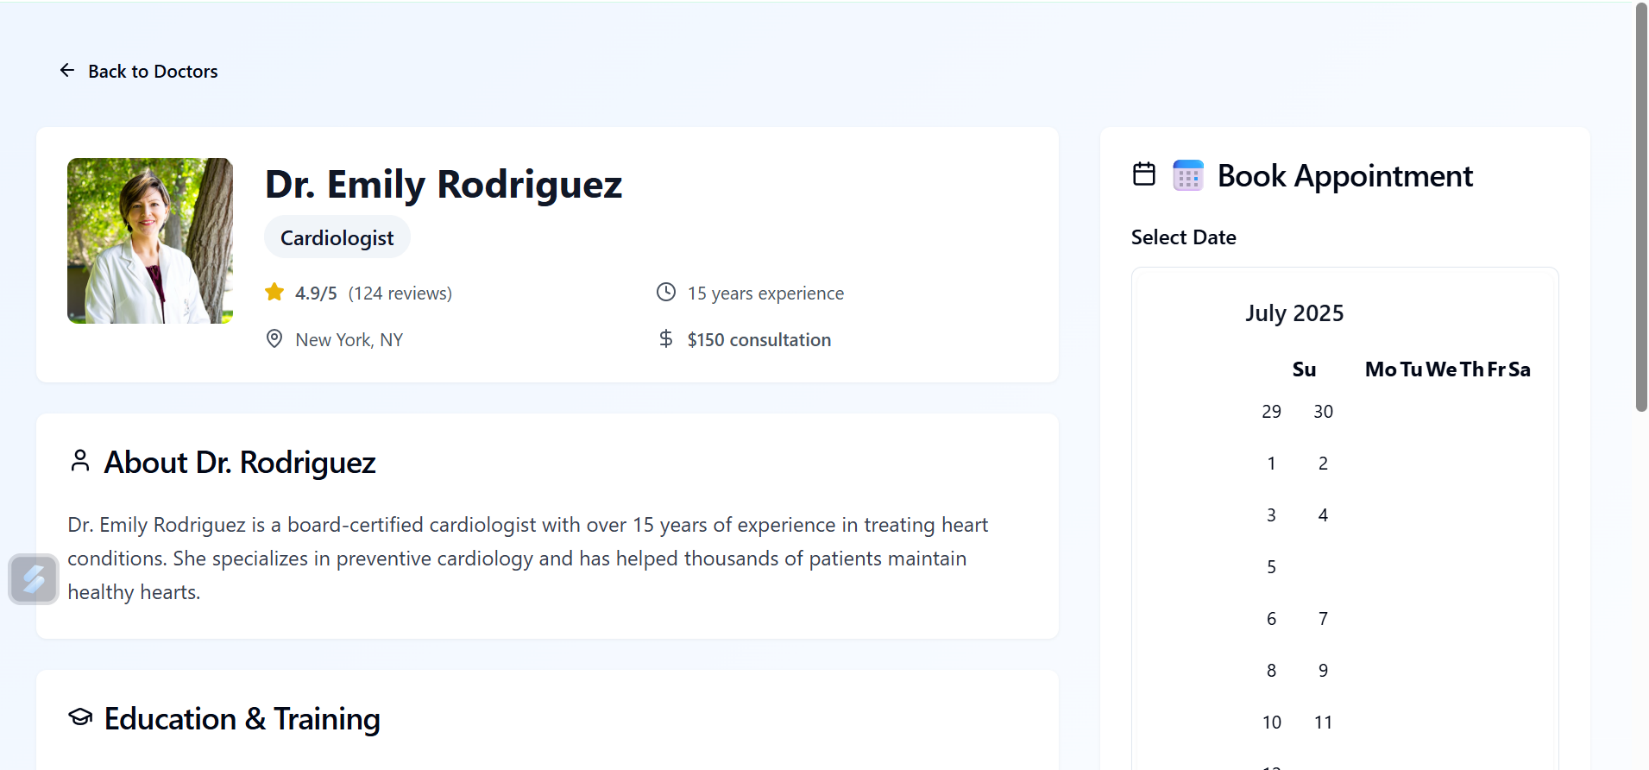 Back to Doctors
Dr. Emily Rodriguez
Cardiologist
4.9/5 (124 reviews)
15 years experience
New York, NY
$ $150 consultation
About Dr. Rodriguez
Dr. Emily Rodriguez is a board-certified cardiologist with over 15 years of experience in treating heart
conditions. She specializes in preventive cardiology and has helped thousands of patients maintain
healthy hearts.
Education & Training
Book Appointment
Select Date
July 2025
Su Mo Tu We Th Fr Sa
29 30
1 2
3 4
5
6 7
8 9
10 11